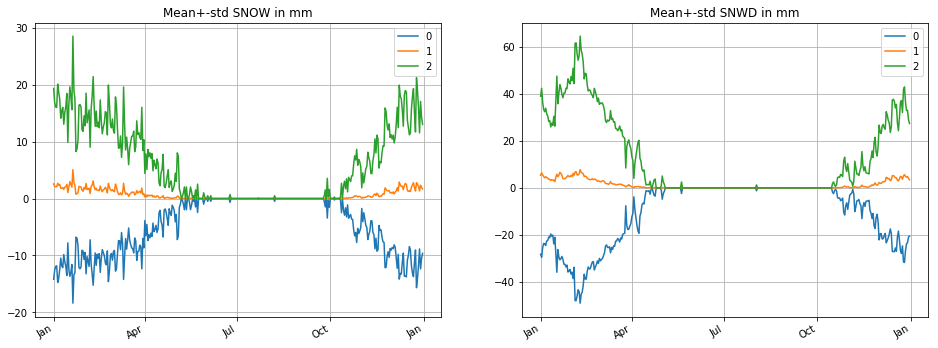 Mean+-std SNOW in mm
30
20
10
0
−10
−20
Jan
Apr
Jul
Oct
Jan
0
1
2
Mean+-std SNWD in mm
60
40
20
0
−20
−40
Jan
Apr
Jul
Oct
Jan
0
1
2